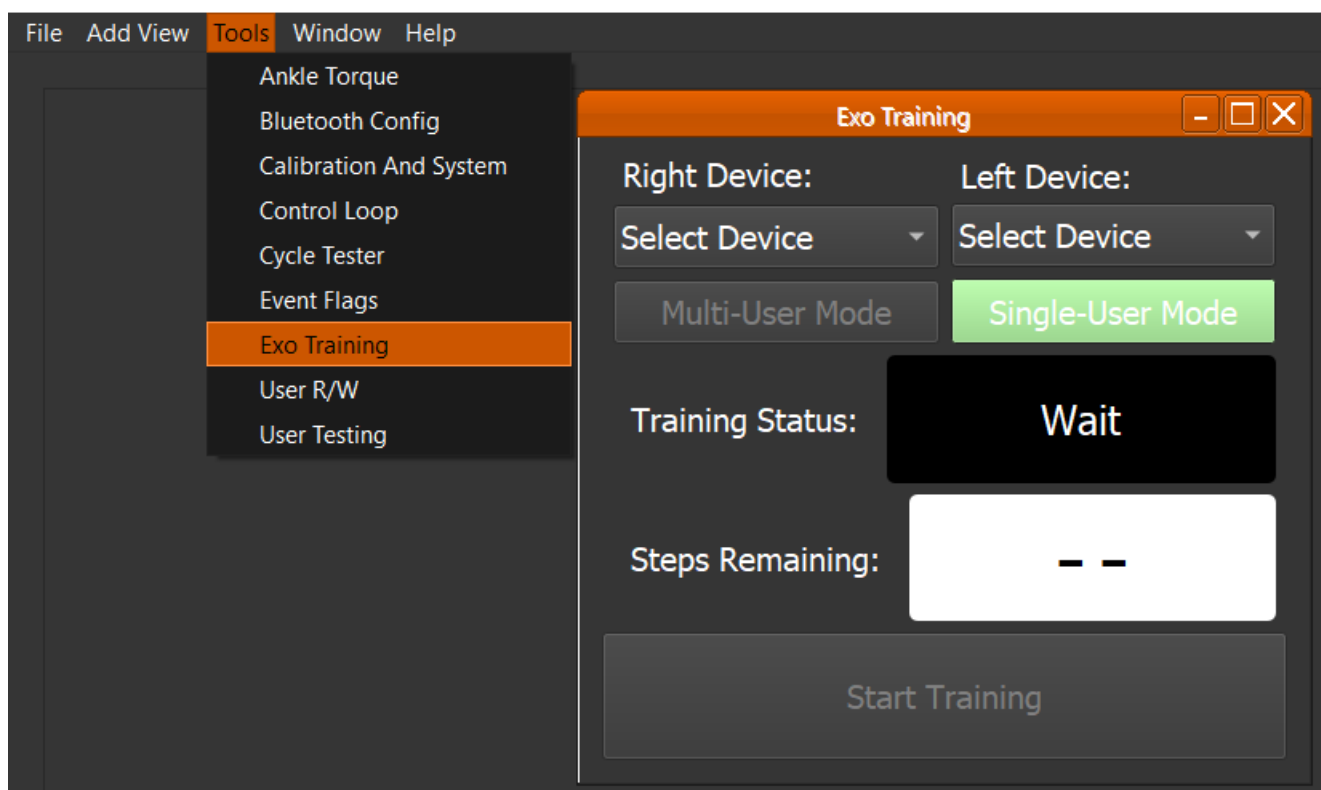 File Add View Tools Window Help
Ankle Torque
Bluetooth Config
Calibration And System
Control Loop
Cycle Tester
Event Flags
Exo Training
User R/W
User Testing
Exo Training
Right Device: Left Device:
Select Device Select Device
Multi-User Mode Single-User Mode
Training Status: Wait
Steps Remaining: – –
Start Training